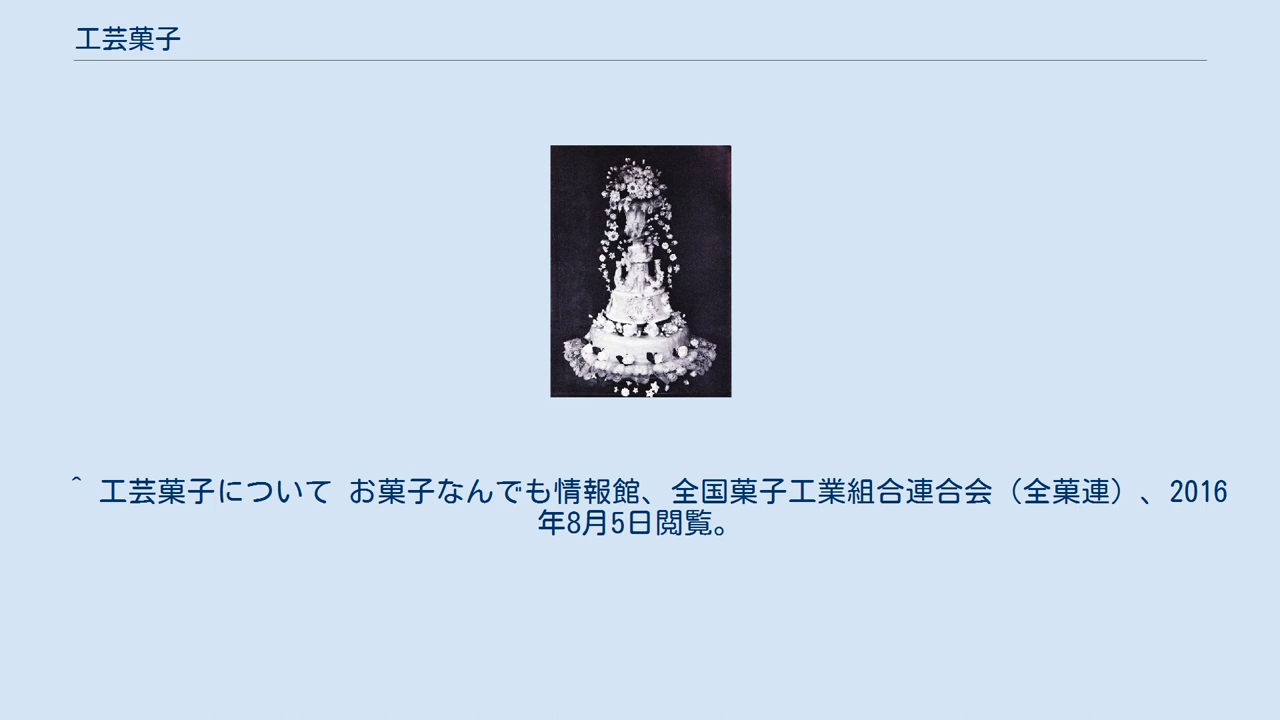 工芸菓子
^ 工芸菓子について お菓子なんでも情報館、全国菓子工業組合連合会（全菓連）、2016
年8月5日閲覧。